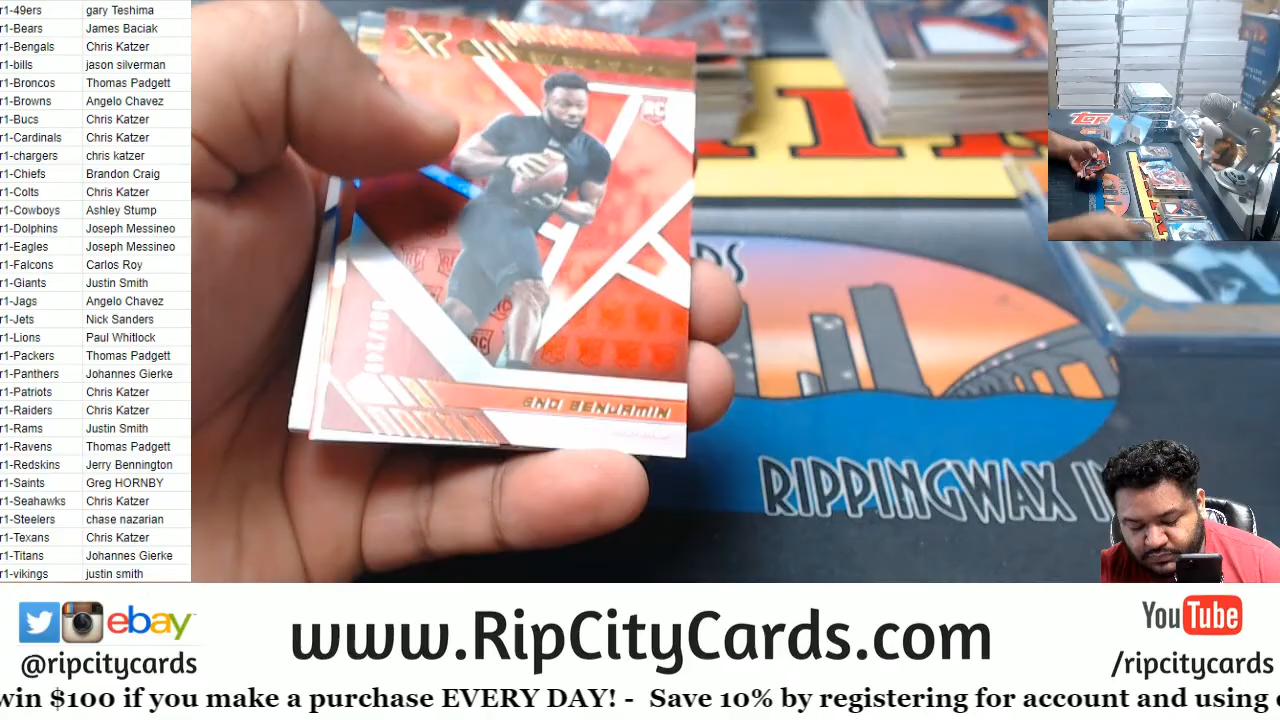 r1-49ers gary Teshima
r1-Bears James Baciak
r1-Bengals Chris Katzer
r1-bills jason silverman
r1-Broncos Thomas Padgett
r1-Browns Angelo Chavez
r1-Bucs Chris Katzer
r1-Cardinals Chris Katzer
r1-chargers chris katzer
r1-Chiefs Brandon Craig
r1-Colts Chris Katzer
r1-Cowboys Ashley Stump
r1-Dolphins Joseph Messineo
r1-Eagles Joseph Messineo
r1-Falcons Carlos Roy
r1-Giants Justin Smith
r1-Jags Angelo Chavez
r1-Jets Nick Sanders
r1-Lions Paul Whitlock
r1-Packers Thomas Padgett
r1-Panthers Johannes Gierke
r1-Patriots Chris Katzer
r1-Raiders Chris Katzer
r1-Rams Justin Smith
r1-Ravens Thomas Padgett
r1-Redskins Jerry Bennington
r1-Saints Greg HORNBY
r1-Seahawks Chris Katzer
r1-Steelers chase nazarian
r1-Texans Chris Katzer
r1-Titans Johannes Gierke
r1-vikings justin smith
RC
ENO BENJAMIN
RIPPINGWAX
ebay
@ripcitycards
www.RipCityCards.com
YouTube
/ripcitycards
win $100 if you make a purchase EVERY DAY! - Save 10% by registering for account and using